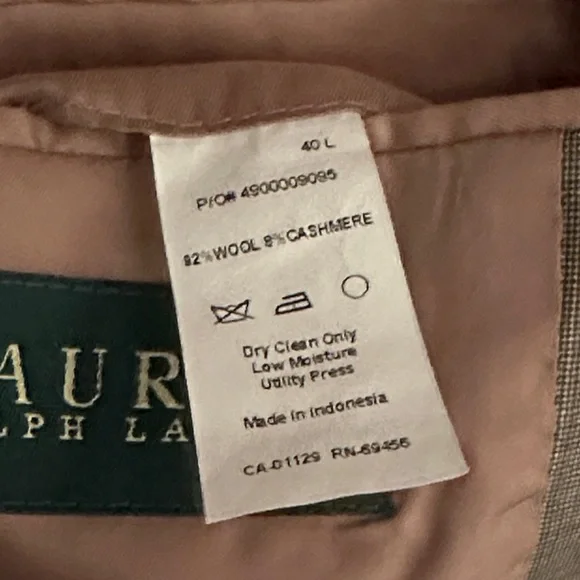 40 L
P/O# 4900009095
92%WOOL 8%CASHMERE
Dry Clean Only
Low Moisture
Utility Press
Made in Indonesia
CA-01129 RN-69455
AUR
LPH LA